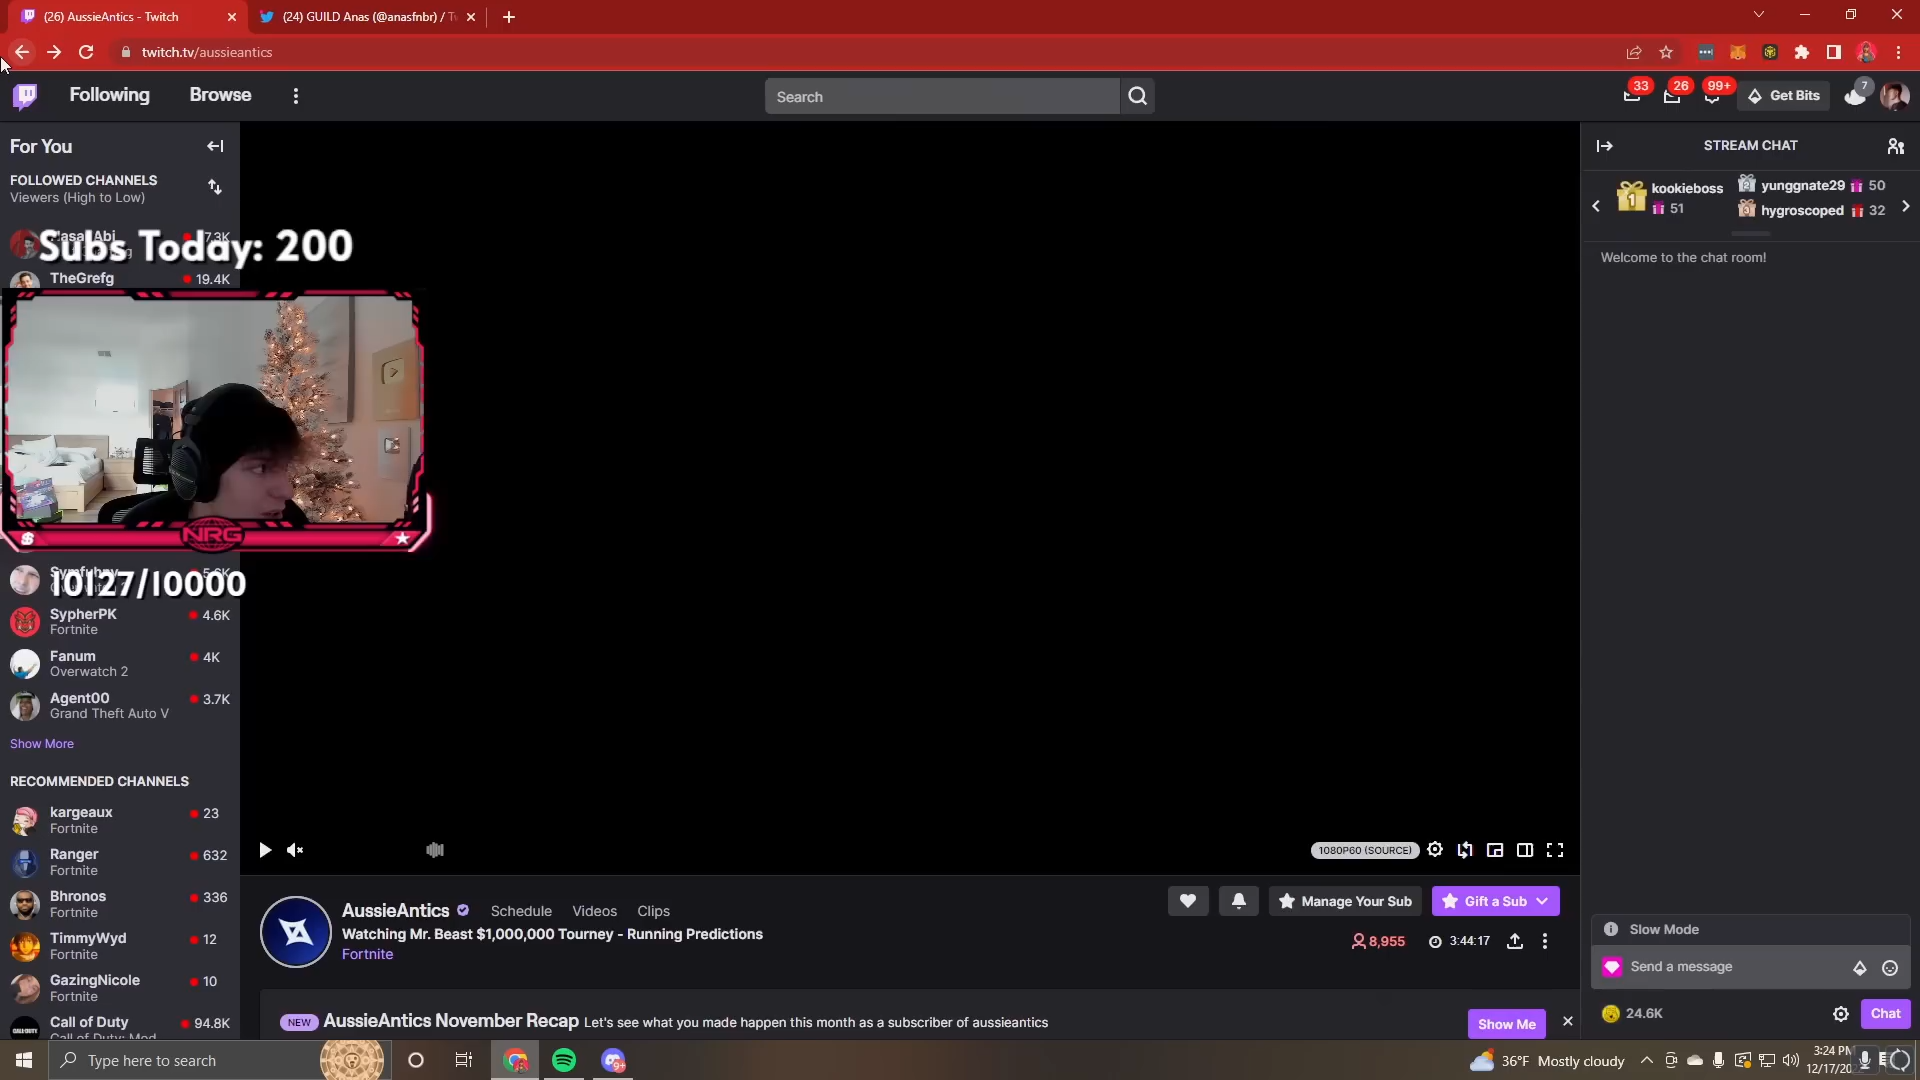 (26) AussieAntics - Twitch
(24) GUILD Anas (@anasfnbr) / Tw
twitch.tv/aussieantics
Following
Browse
Search
33
26
99+
Get Bits
7
For You
FOLLOWED CHANNELS
Viewers (High to Low)
HasanAbi
Subs Today: 200
TheGrefg
19.4K
NRG
10127/10000
SypherPK
4.6K
Fortnite
Fanum
4K
Overwatch 2
Agent00
3.7K
Grand Theft Auto V
Show More
RECOMMENDED CHANNELS
kargeaux
23
Fortnite
Ranger
632
Fortnite
Bhronos
336
Fortnite
TimmyWyd
12
Fortnite
GazingNicole
10
Fortnite
Call of Duty
94.8K
1080P60 (SOURCE)
AussieAntics
Schedule
Videos
Clips
Watching Mr. Beast $1,000,000 Tourney - Running Predictions
Fortnite
Manage Your Sub
Gift a Sub
8,955
3:44:17
NEW
AussieAntics November Recap Let's see what you made happen this month as a subscriber of aussieantics
Show Me
STREAM CHAT
kookieboss
51
yunggnate29 50
hygroscoped 32
Welcome to the chat room!
Slow Mode
Send a message
24.6K
Chat
Type here to search
36°F Mostly cloudy
3:24 PM